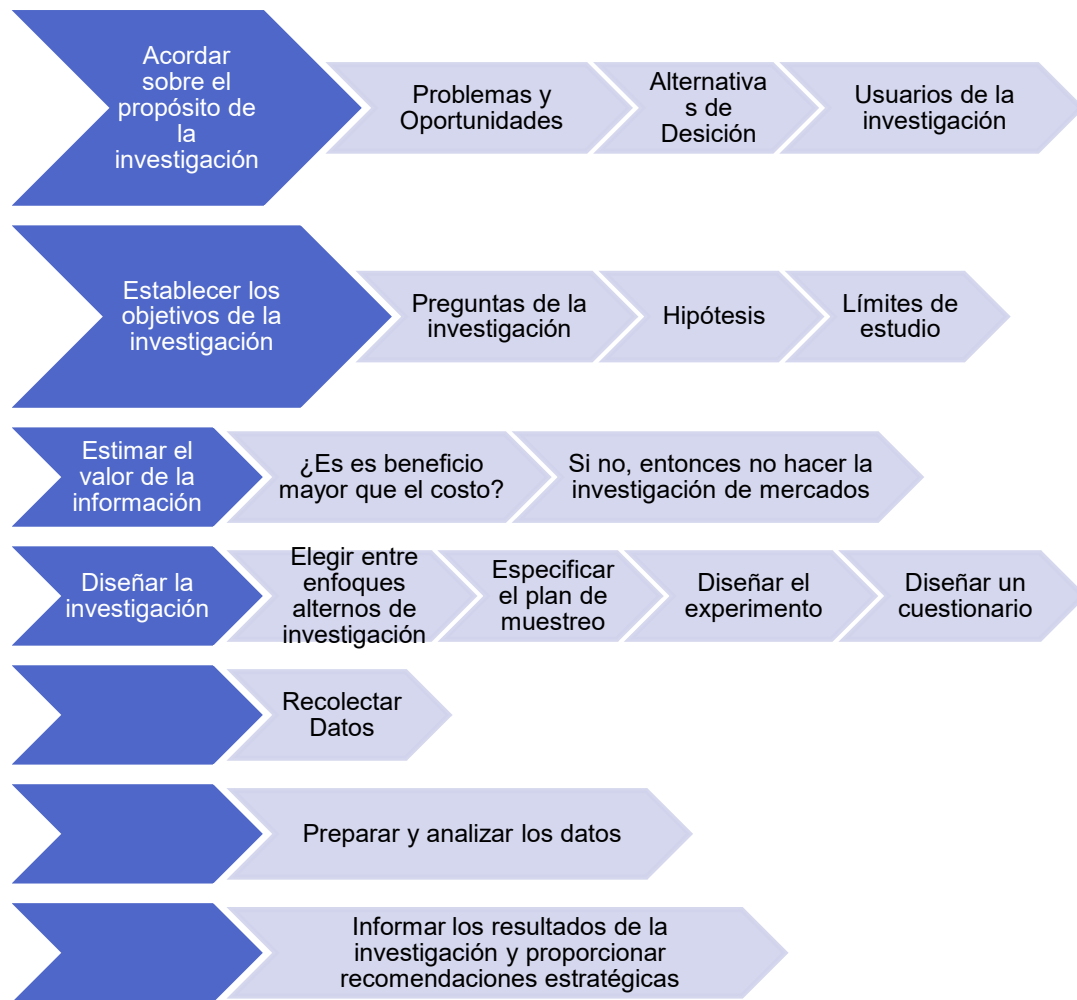 Acordar
sobre el
propósito de
la
investigación
Problemas y
Oportunidades
Alternativa
s de
Desición
Usuarios de la
investigación
Establecer los
objetivos de la
investigación
Preguntas de la
investigación
Hipótesis
Límites de
estudio
Estimar el
valor de la
información
¿Es es beneficio
mayor que el costo?
Si no, entonces no hacer la
investigación de mercados
Diseñar la
investigación
Elegir entre
enfoques
alternos de
investigación
Especificar
el plan de
muestreo
Diseñar el
experimento
Diseñar un
cuestionario
Recolectar
Datos
Preparar y analizar los datos
Informar los resultados de la
investigación y proporcionar
recomendaciones estratégicas